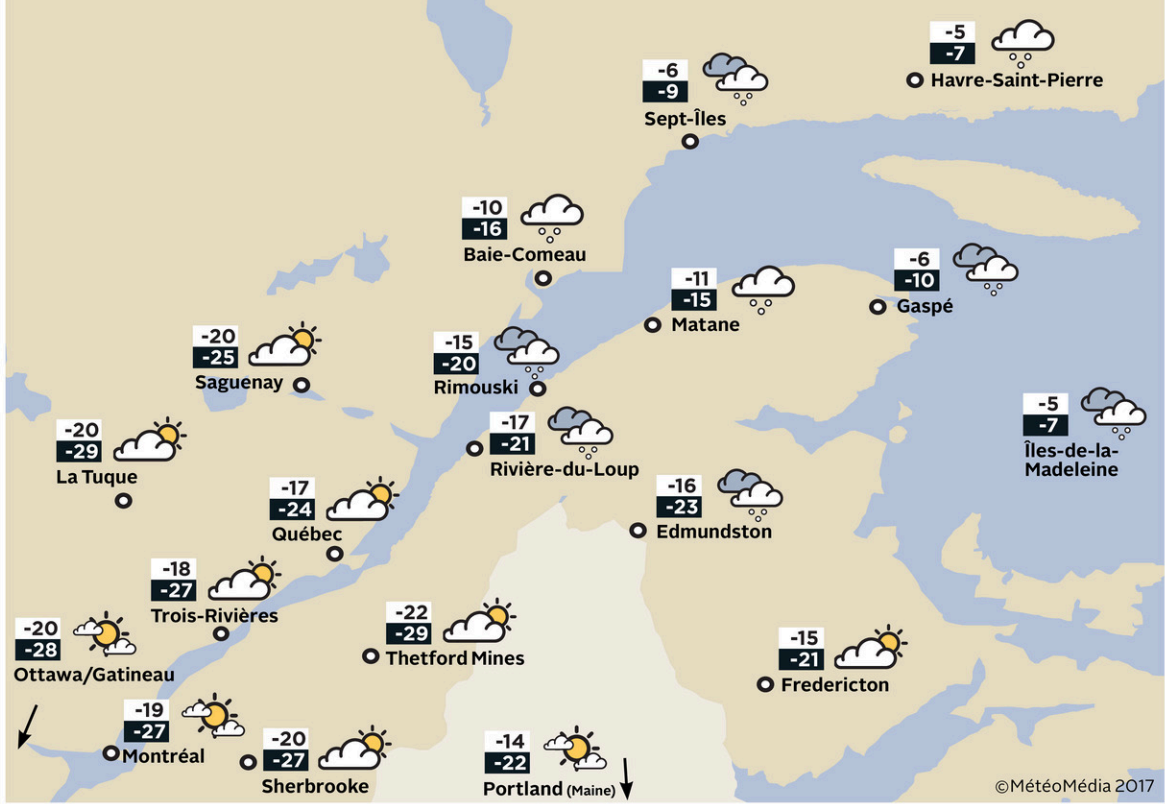 -5
-7
Havre-Saint-Pierre
-6
-9
Sept-Îles
-10
-16
Baie-Comeau
-6
-10
Gaspé
-11
-15
Matane
-20
-25
Saguenay
-15
-20
Rimouski
-5
-7
Îles-de-la-
Madeleine
-20
-29
La Tuque
-17
-21
Rivière-du-Loup
-17
-24
Québec
-16
-23
Edmundston
-18
-27
Trois-Rivières
-20
-28
Ottawa/Gatineau
-22
-29
Thetford Mines
-15
-21
Fredericton
-19
-27
Montréal
-20
-27
Sherbrooke
-14
-22
Portland (Maine)
©MétéoMédia 2017